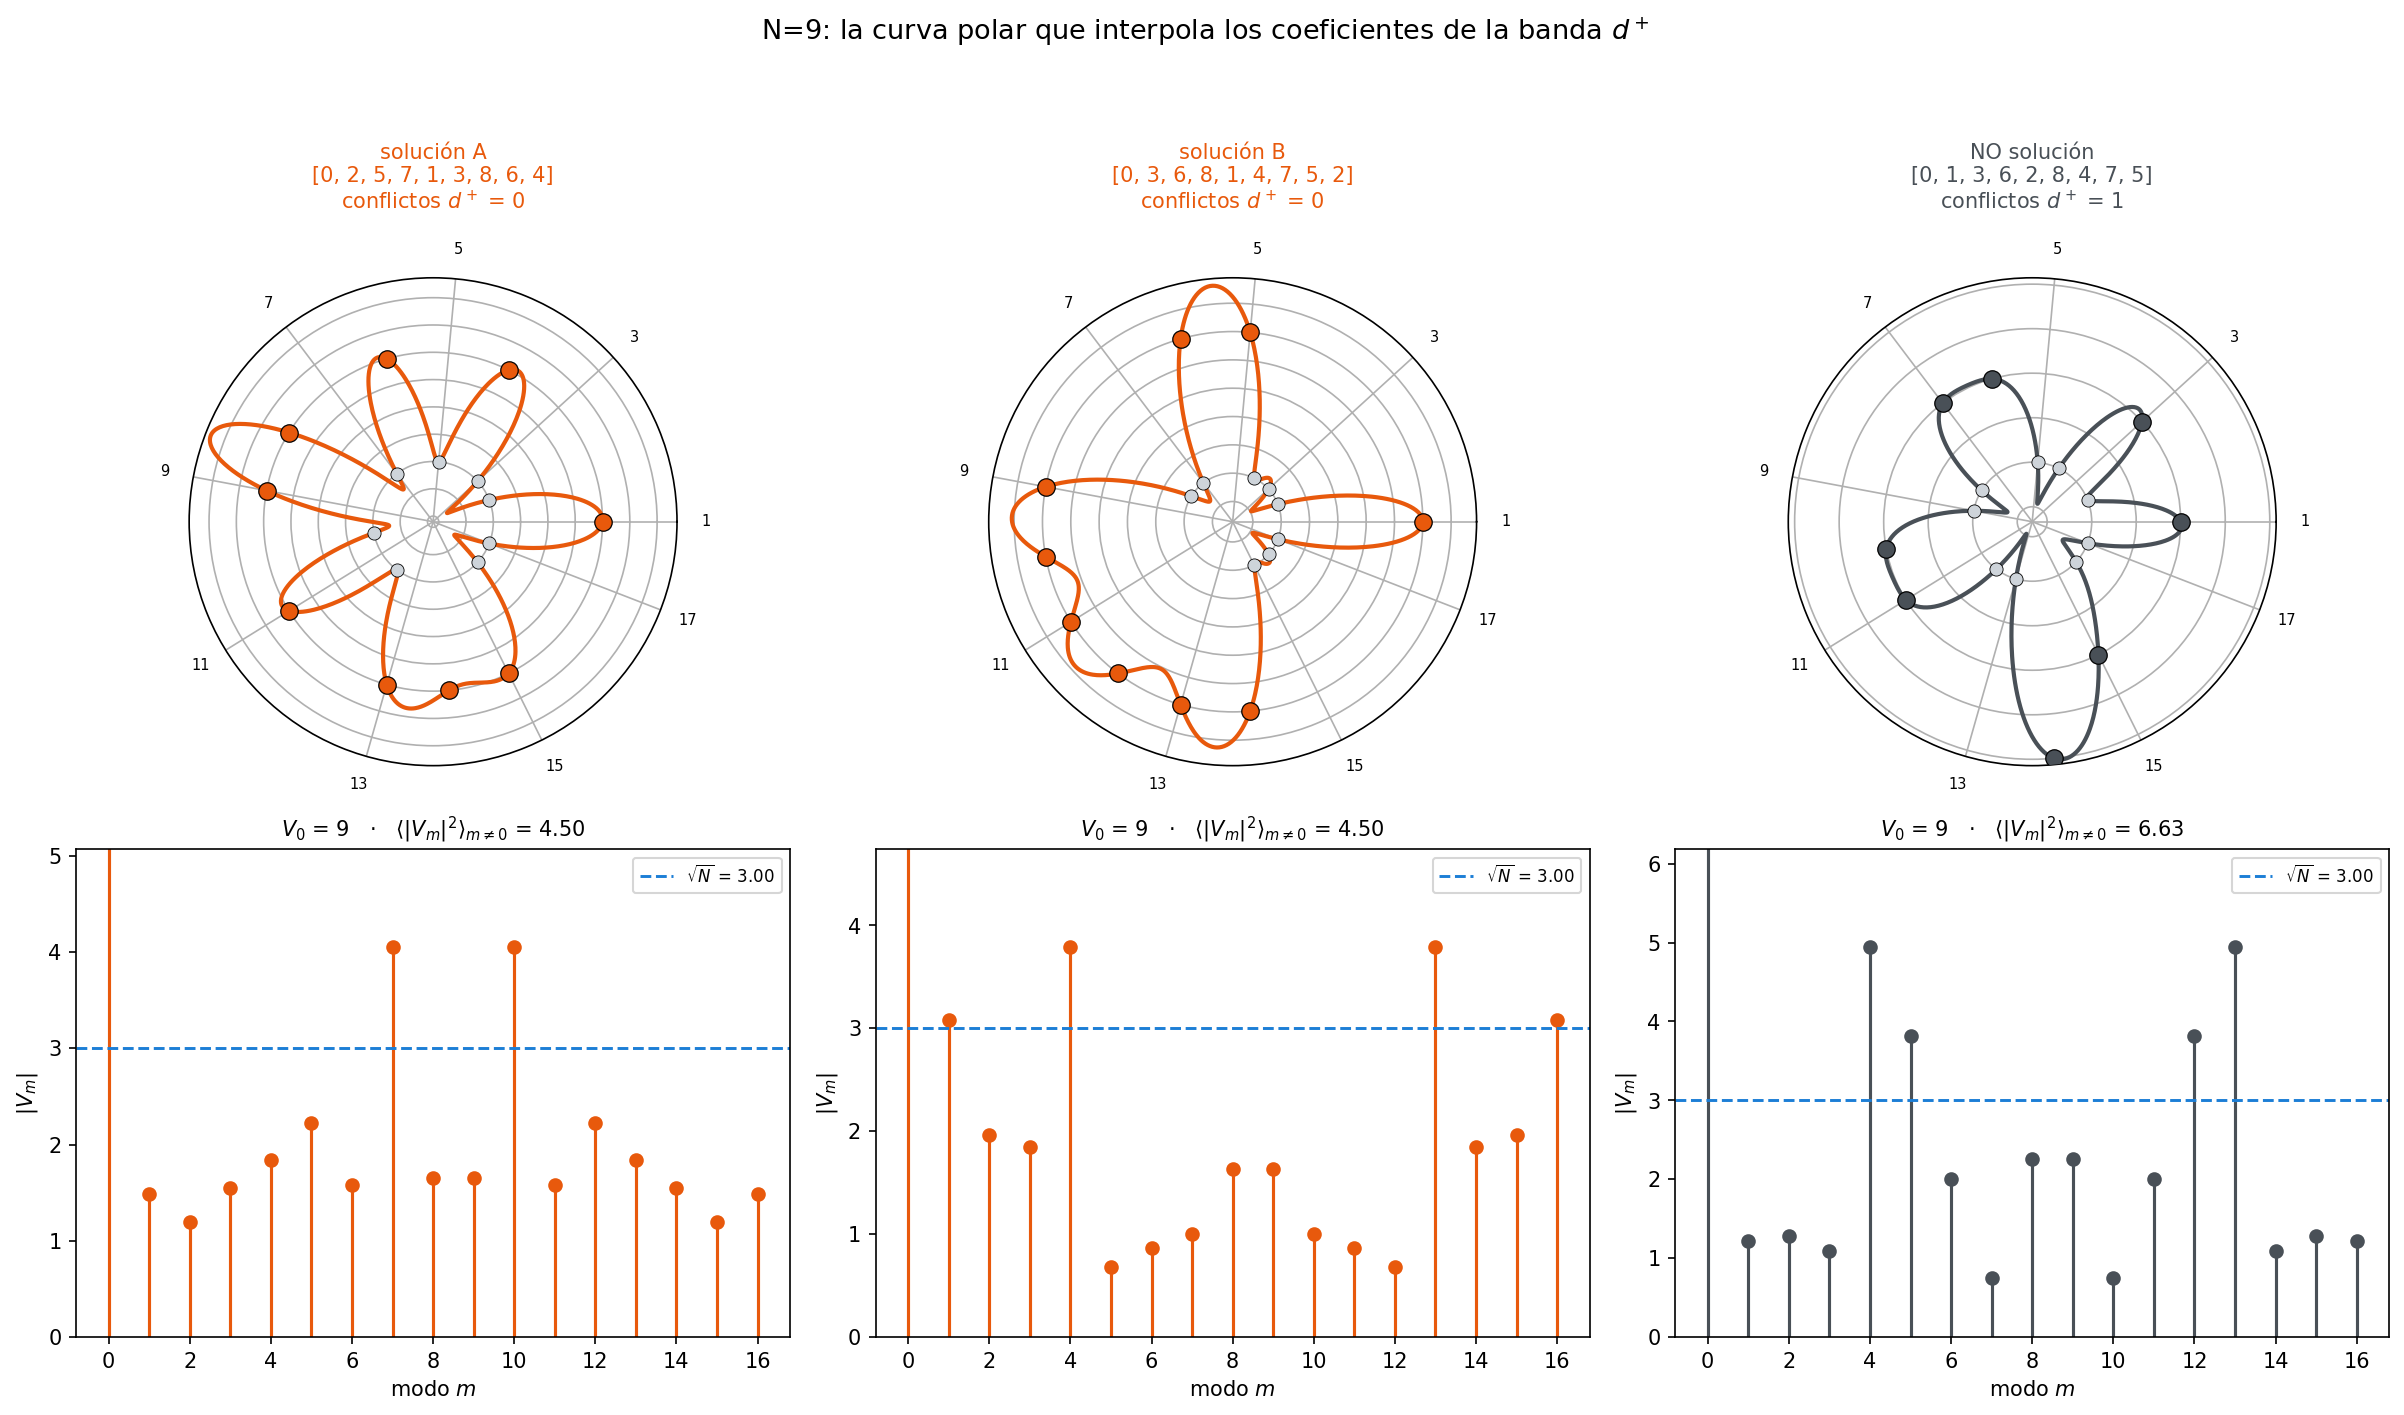 N=9: la curva polar que interpola los coeficientes de la banda d⁺
solución A
[0, 2, 5, 7, 1, 3, 8, 6, 4]
conflictos d⁺ = 0
5
7
3
9
1
11
17
13
15
solución B
[0, 3, 6, 8, 1, 4, 7, 5, 2]
conflictos d⁺ = 0
5
7
3
9
1
11
17
13
15
NO solución
[0, 1, 3, 6, 2, 8, 4, 7, 5]
conflictos d⁺ = 1
5
7
3
9
1
11
17
13
15
V₀ = 9 · ⟨|Vₘ|²⟩ₘ≠₀ = 4.50
√N = 3.00
|Vₘ|
5
4
3
2
1
0
0 2 4 6 8 10 12 14 16
modo m
V₀ = 9 · ⟨|Vₘ|²⟩ₘ≠₀ = 4.50
√N = 3.00
|Vₘ|
4
3
2
1
0
0 2 4 6 8 10 12 14 16
modo m
V₀ = 9 · ⟨|Vₘ|²⟩ₘ≠₀ = 6.63
√N = 3.00
|Vₘ|
6
5
4
3
2
1
0
0 2 4 6 8 10 12 14 16
modo m